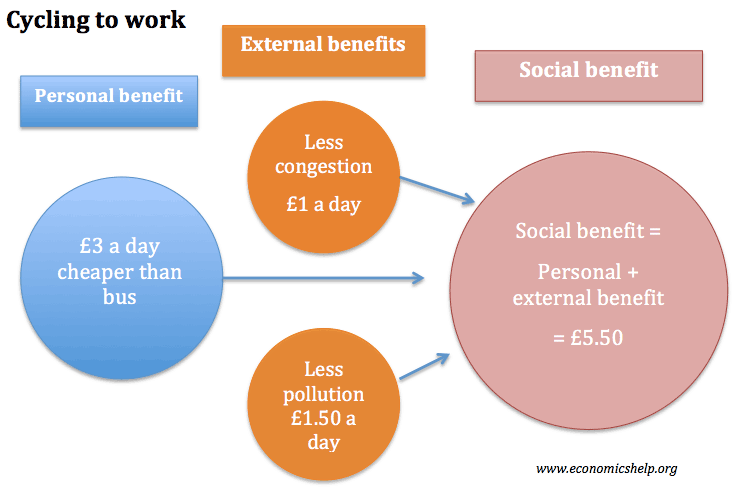 Cycling to work
Personal benefit
External benefits
Social benefit
£3 a day
cheaper than
bus
Less
congestion
£1 a day
Less
pollution
£1.50 a
day
Social benefit =
Personal +
external benefit
= £5.50
www.economicshelp.org